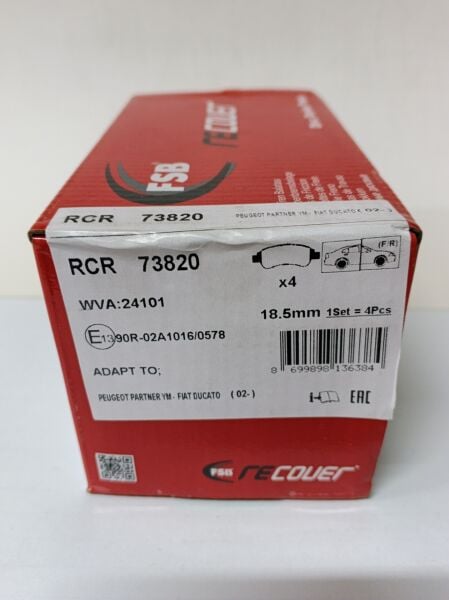 FSB
recover
RCR 73820 PEUGEOT PARTNER YM - FIAT DUCATO ( 02- )
RCR 73820
(F/R)
x4
WVA:24101
18.5mm 1Set = 4Pcs
E13 90R-02A1016/0578
8 699898 136384
ADAPT TO;
PEUGEOT PARTNER YM - FIAT DUCATO ( 02- )
EAC
FSB recover